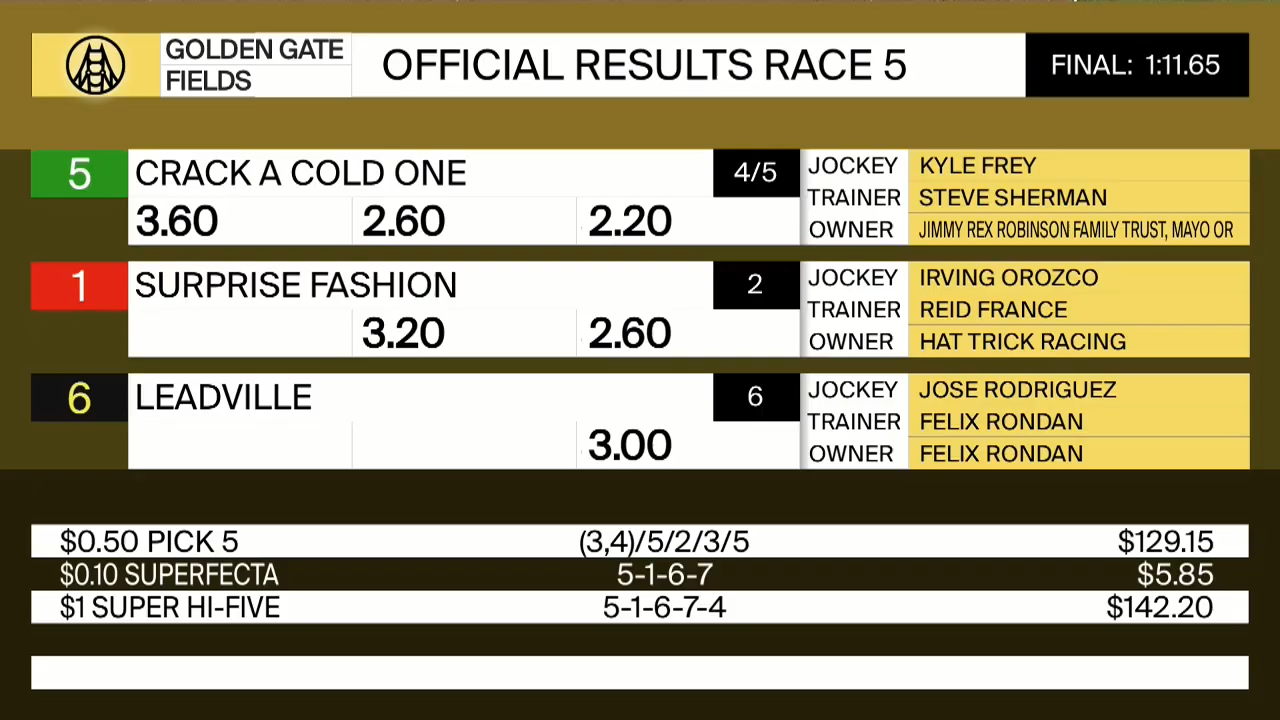 GOLDEN GATE FIELDS
OFFICIAL RESULTS RACE 5
FINAL: 1:11.65
5 CRACK A COLD ONE 4/5
3.60 2.60 2.20
JOCKEY KYLE FREY
TRAINER STEVE SHERMAN
OWNER JIMMY REX ROBINSON FAMILY TRUST, MAYO OR
1 SURPRISE FASHION 2
3.20 2.60
JOCKEY IRVING OROZCO
TRAINER REID FRANCE
OWNER HAT TRICK RACING
6 LEADVILLE 6
3.00
JOCKEY JOSE RODRIGUEZ
TRAINER FELIX RONDAN
OWNER FELIX RONDAN
$0.50 PICK 5 (3,4)/5/2/3/5 $129.15
$0.10 SUPERFECTA 5-1-6-7 $5.85
$1 SUPER HI-FIVE 5-1-6-7-4 $142.20